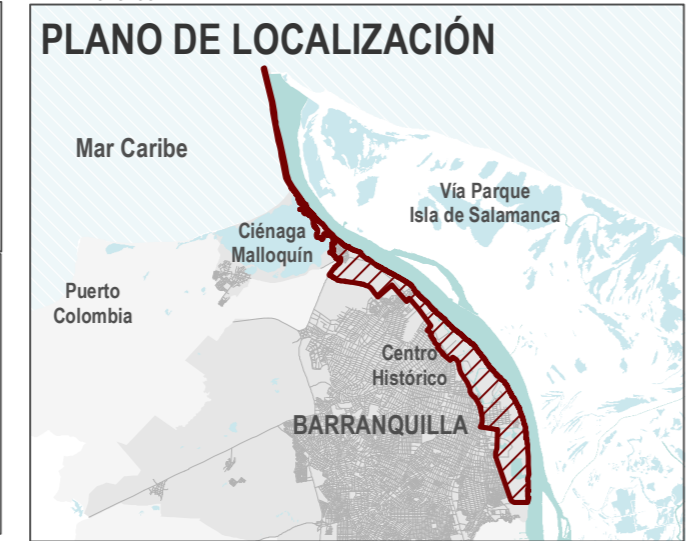 PLANO DE LOCALIZACIÓN
Mar Caribe
Vía Parque
Isla de Salamanca
Ciénaga
Malloquín
Puerto
Colombia
Centro
Histórico
BARRANQUILLA